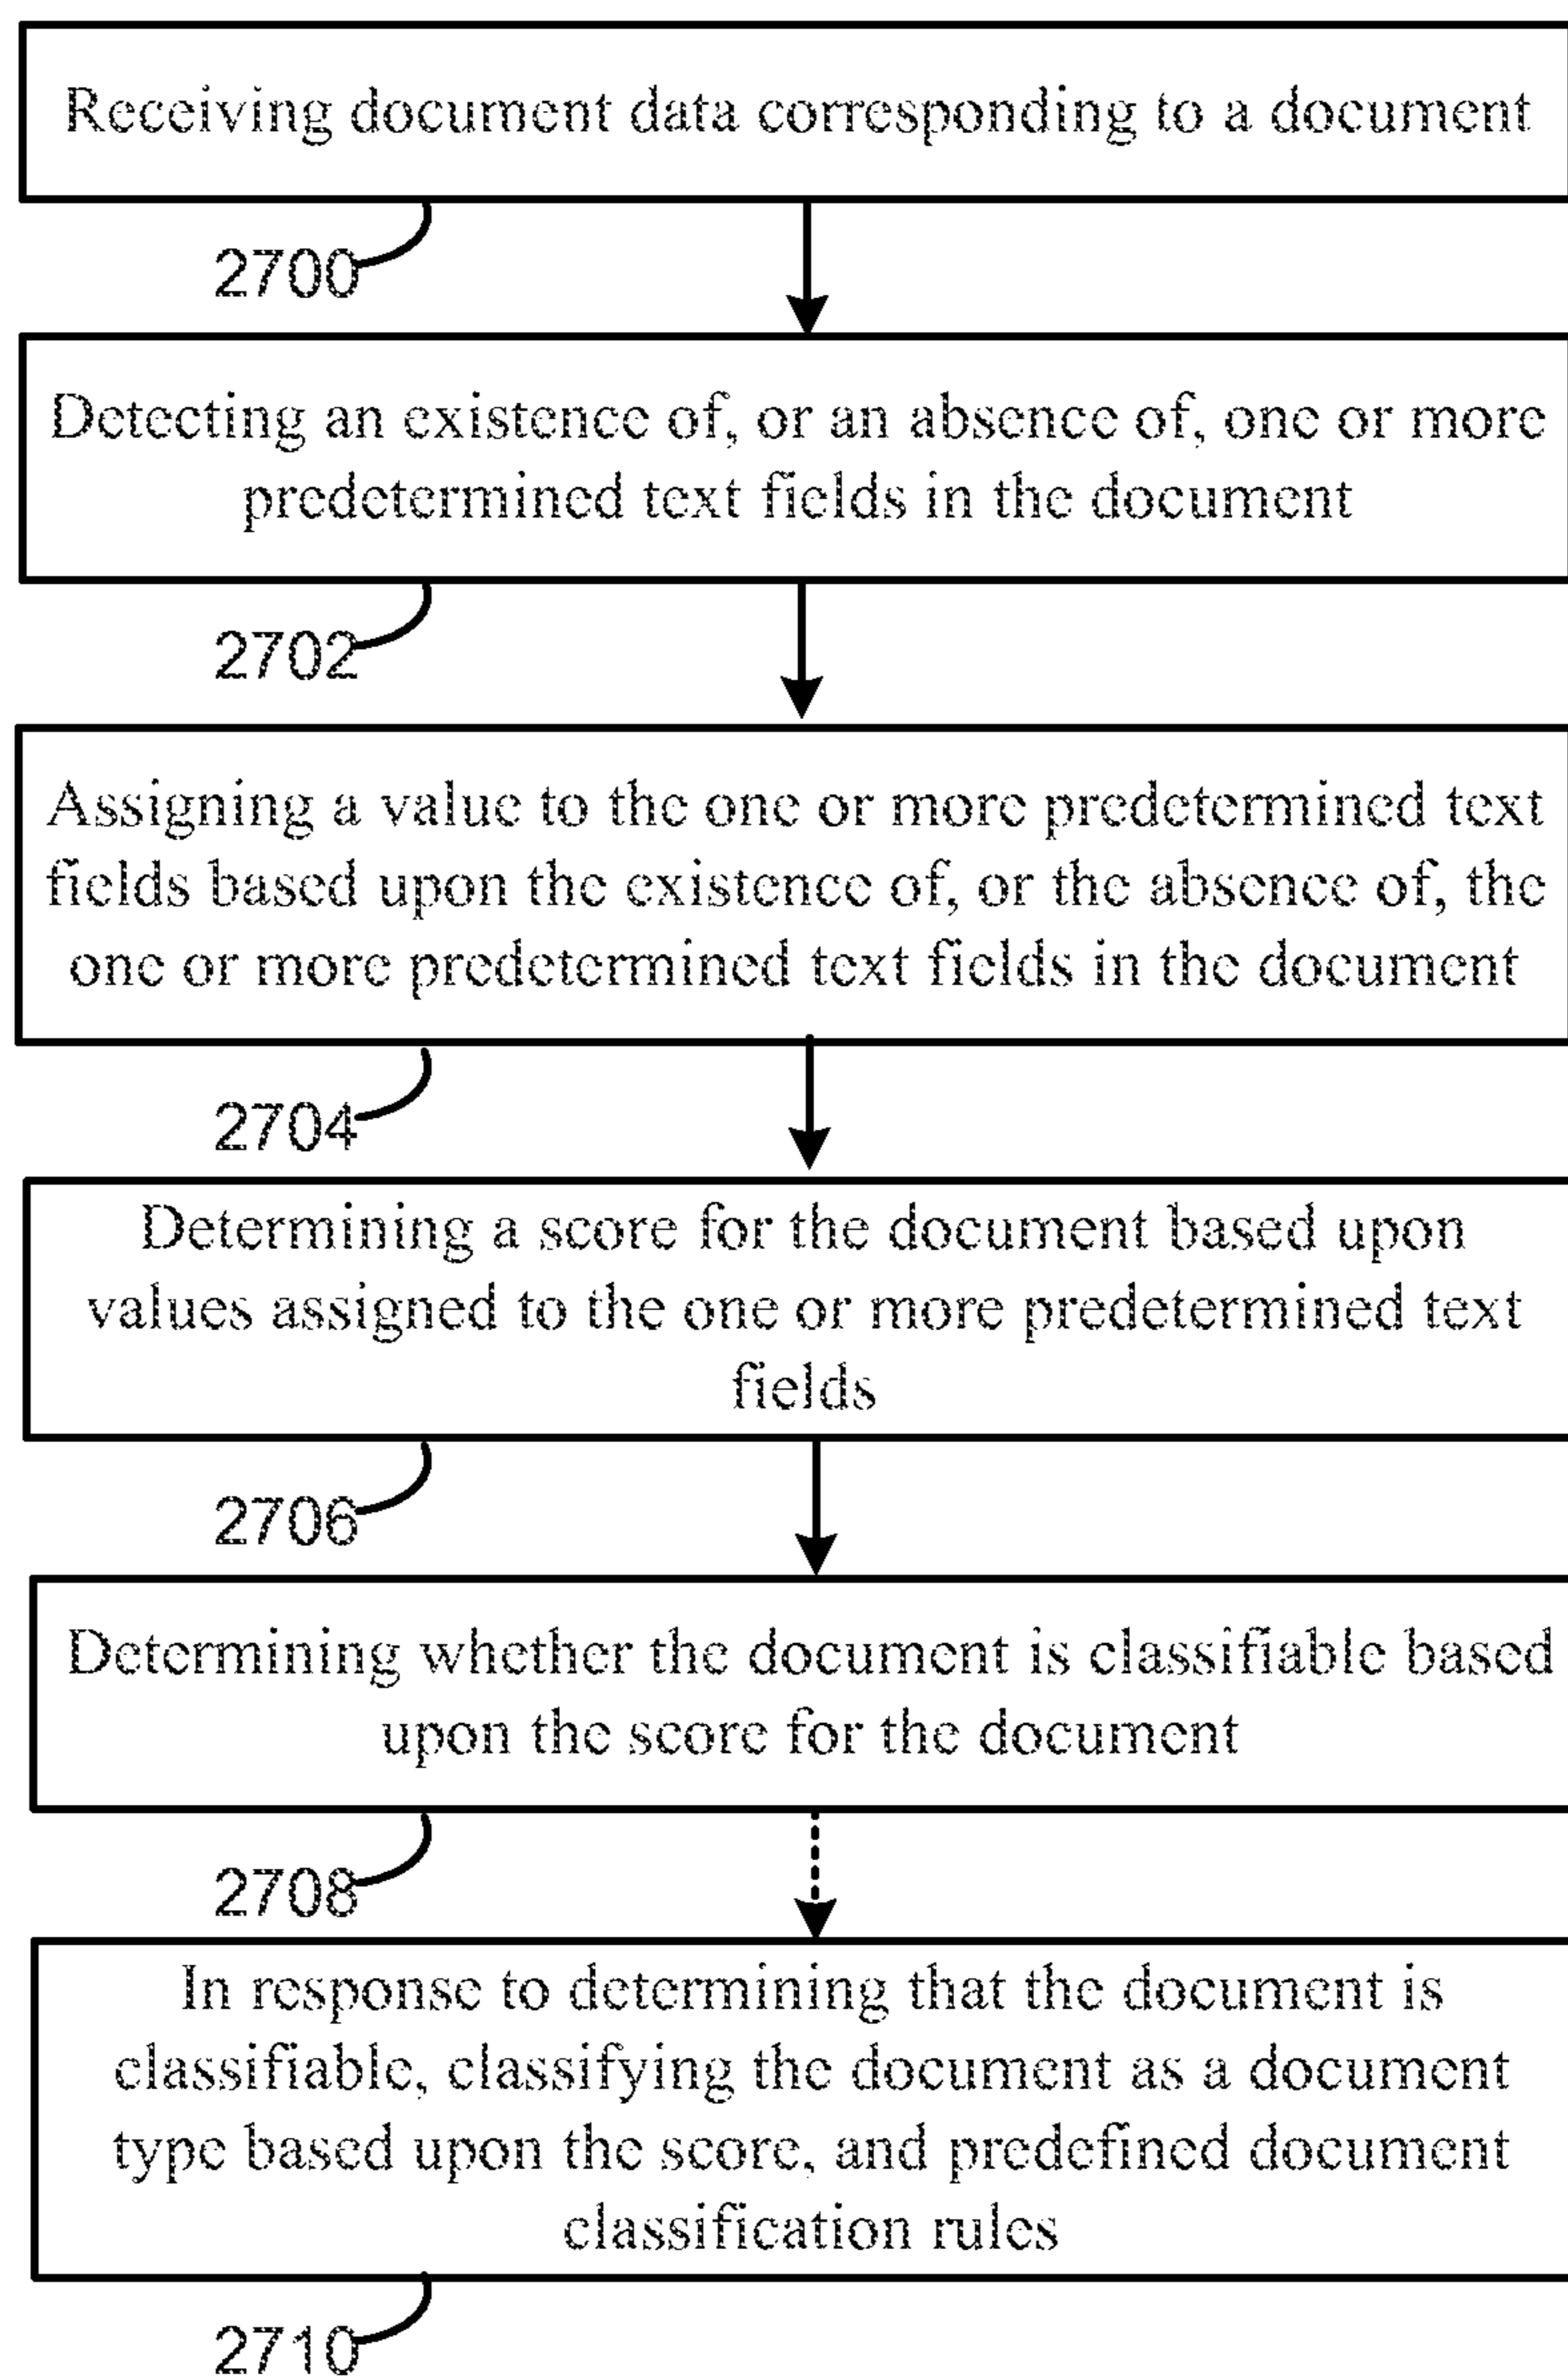 Receiving document data corresponding to a document
2700
Detecting an existence of, or an absence of, one or more
predetermined text fields in the document
2702
Assigning a value to the one or more predetermined text
fields based upon the existence of, or the absence of, the
one or more predetermined text fields in the document
2704
Determining a score for the document based upon
values assigned to the one or more predetermined text
fields
2706
Determining whether the document is classifiable based
upon the score for the document
2708
In response to determining that the document is
classifiable, classifying the document as a document
type based upon the score, and predefined document
classification rules
2710